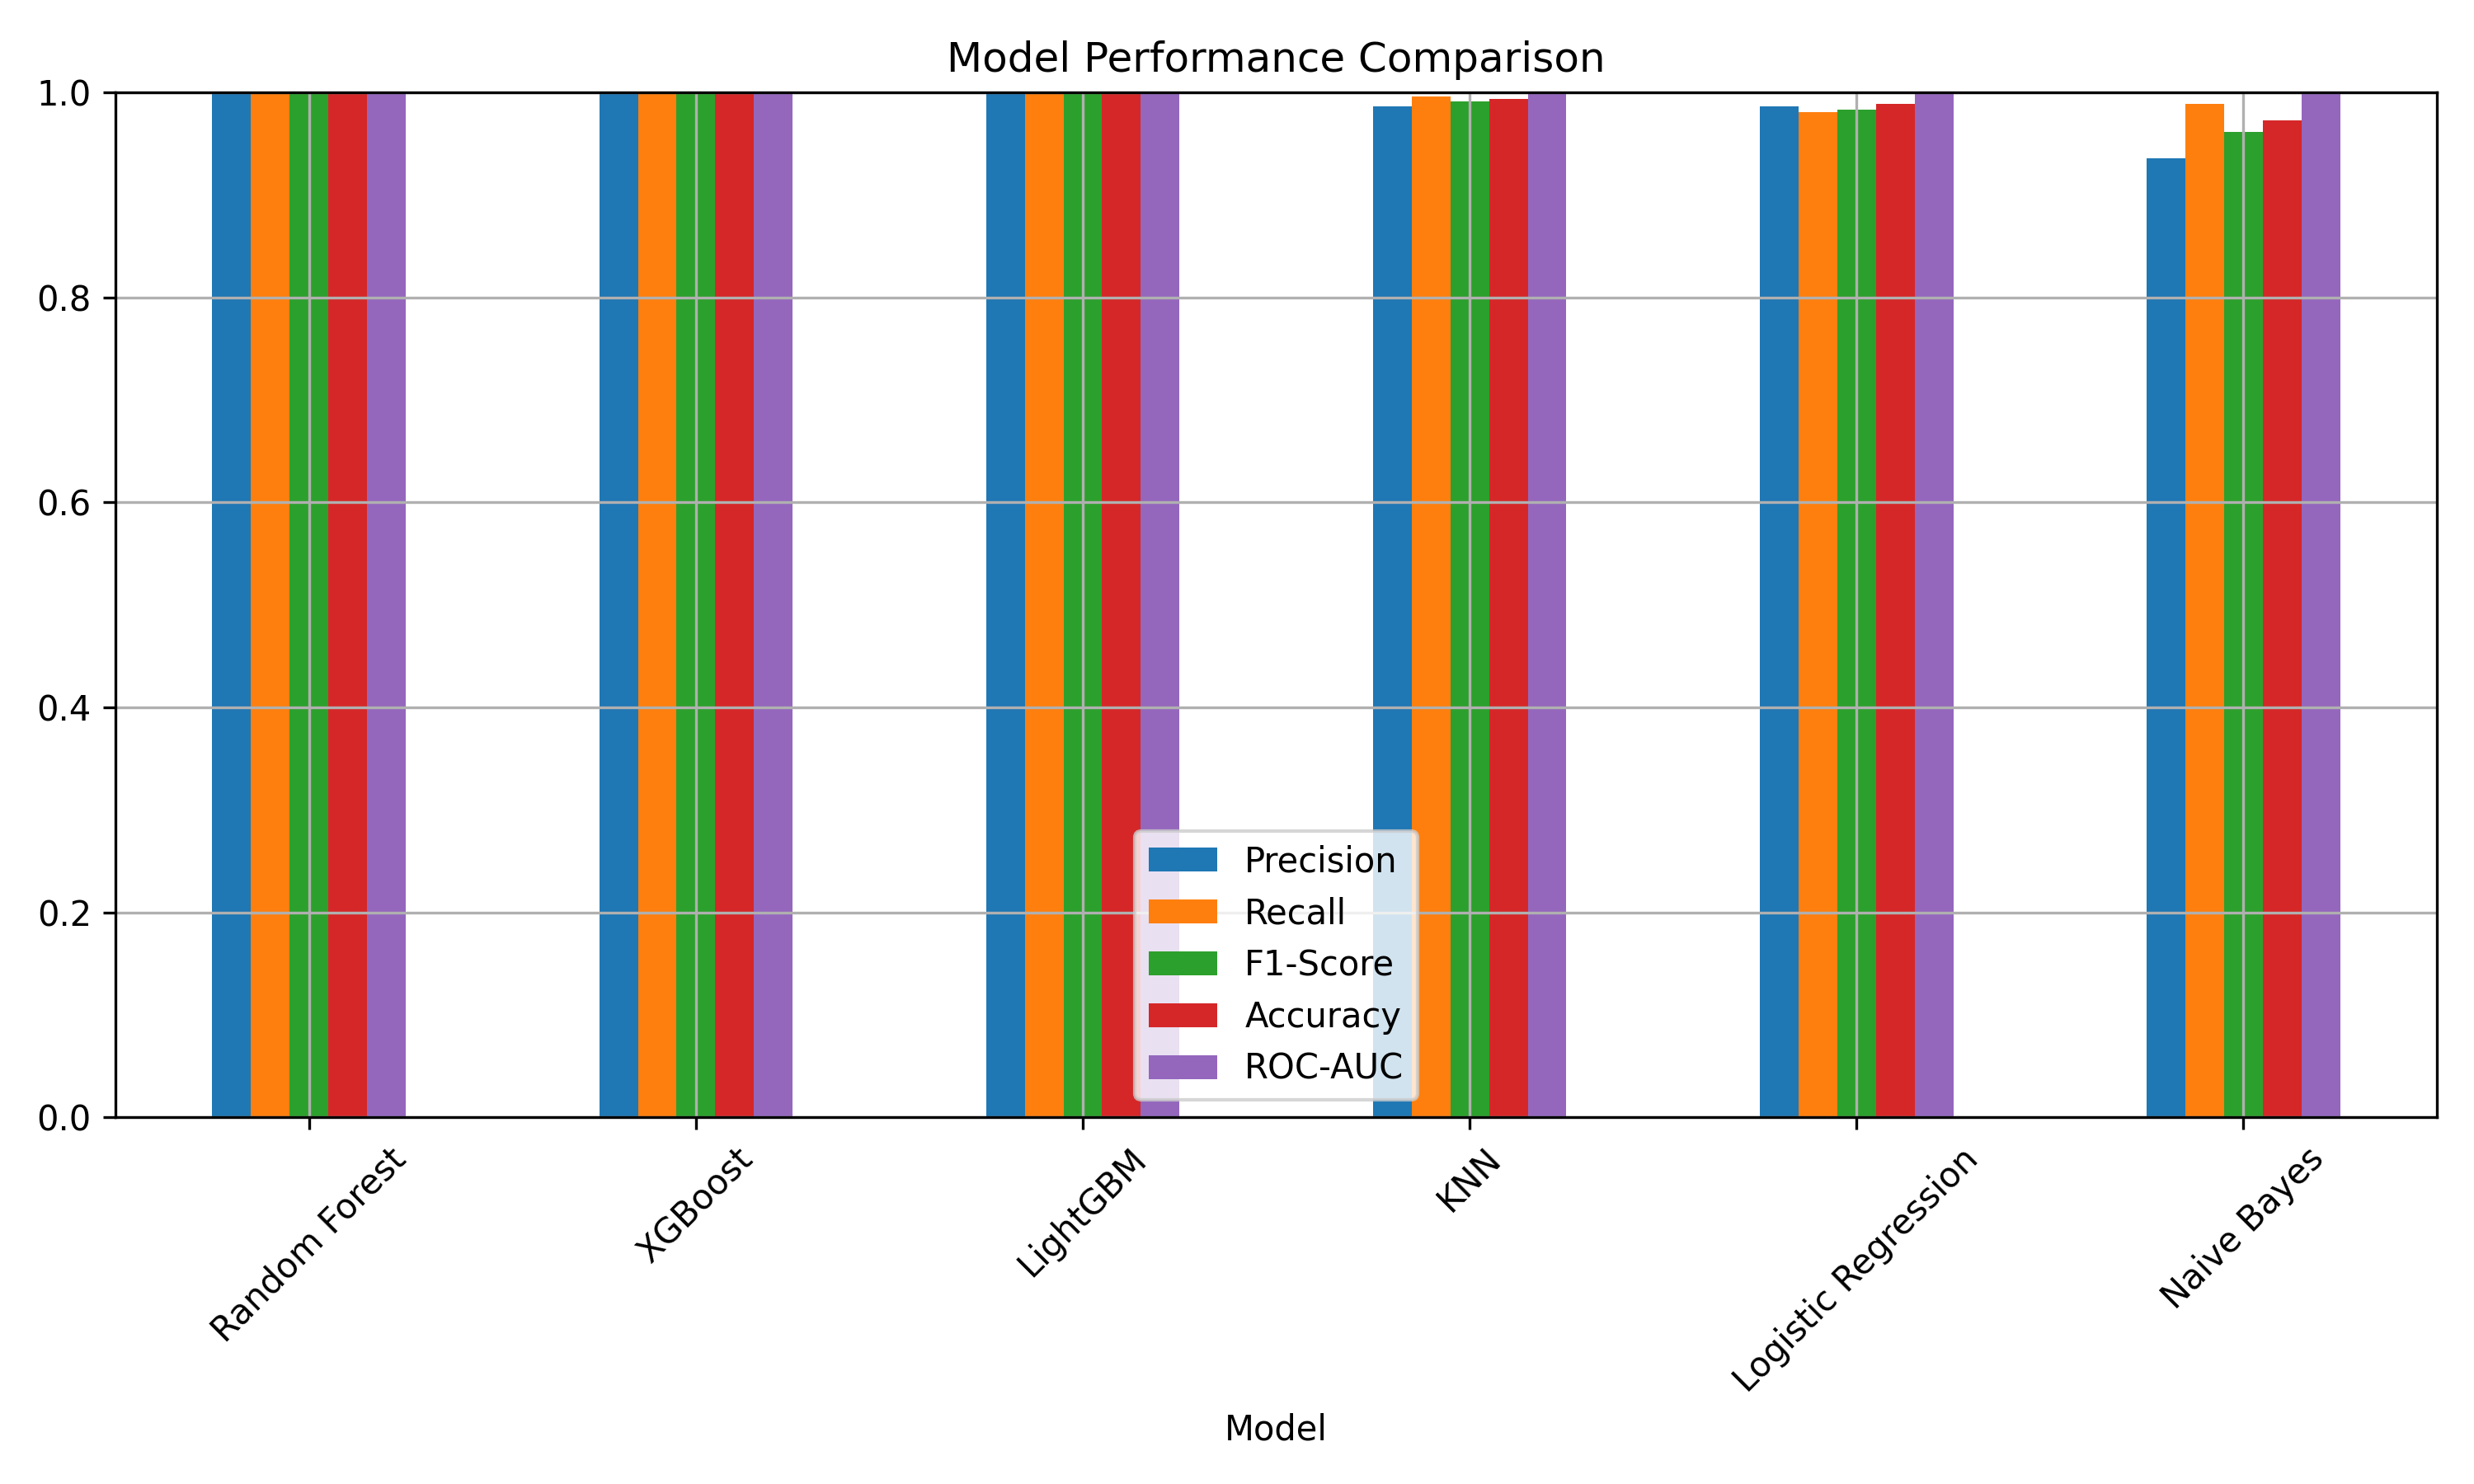 Model Performance Comparison
1.0
0.8
0.6
0.4
0.2
0.0
Precision
Recall
F1-Score
Accuracy
ROC-AUC
Random Forest
XGBoost
LightGBM
KNN
Logistic Regression
Naive Bayes
Model